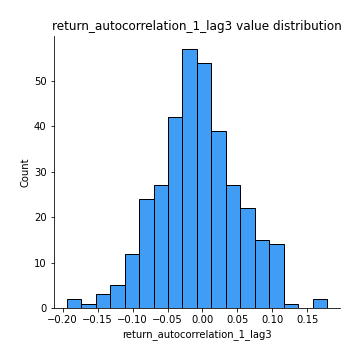 return_autocorrelation_1_lag3 value distribution
50
40
30
20
10
0
Count
−0.20 −0.15 −0.10 −0.05 0.00 0.05 0.10 0.15
return_autocorrelation_1_lag3